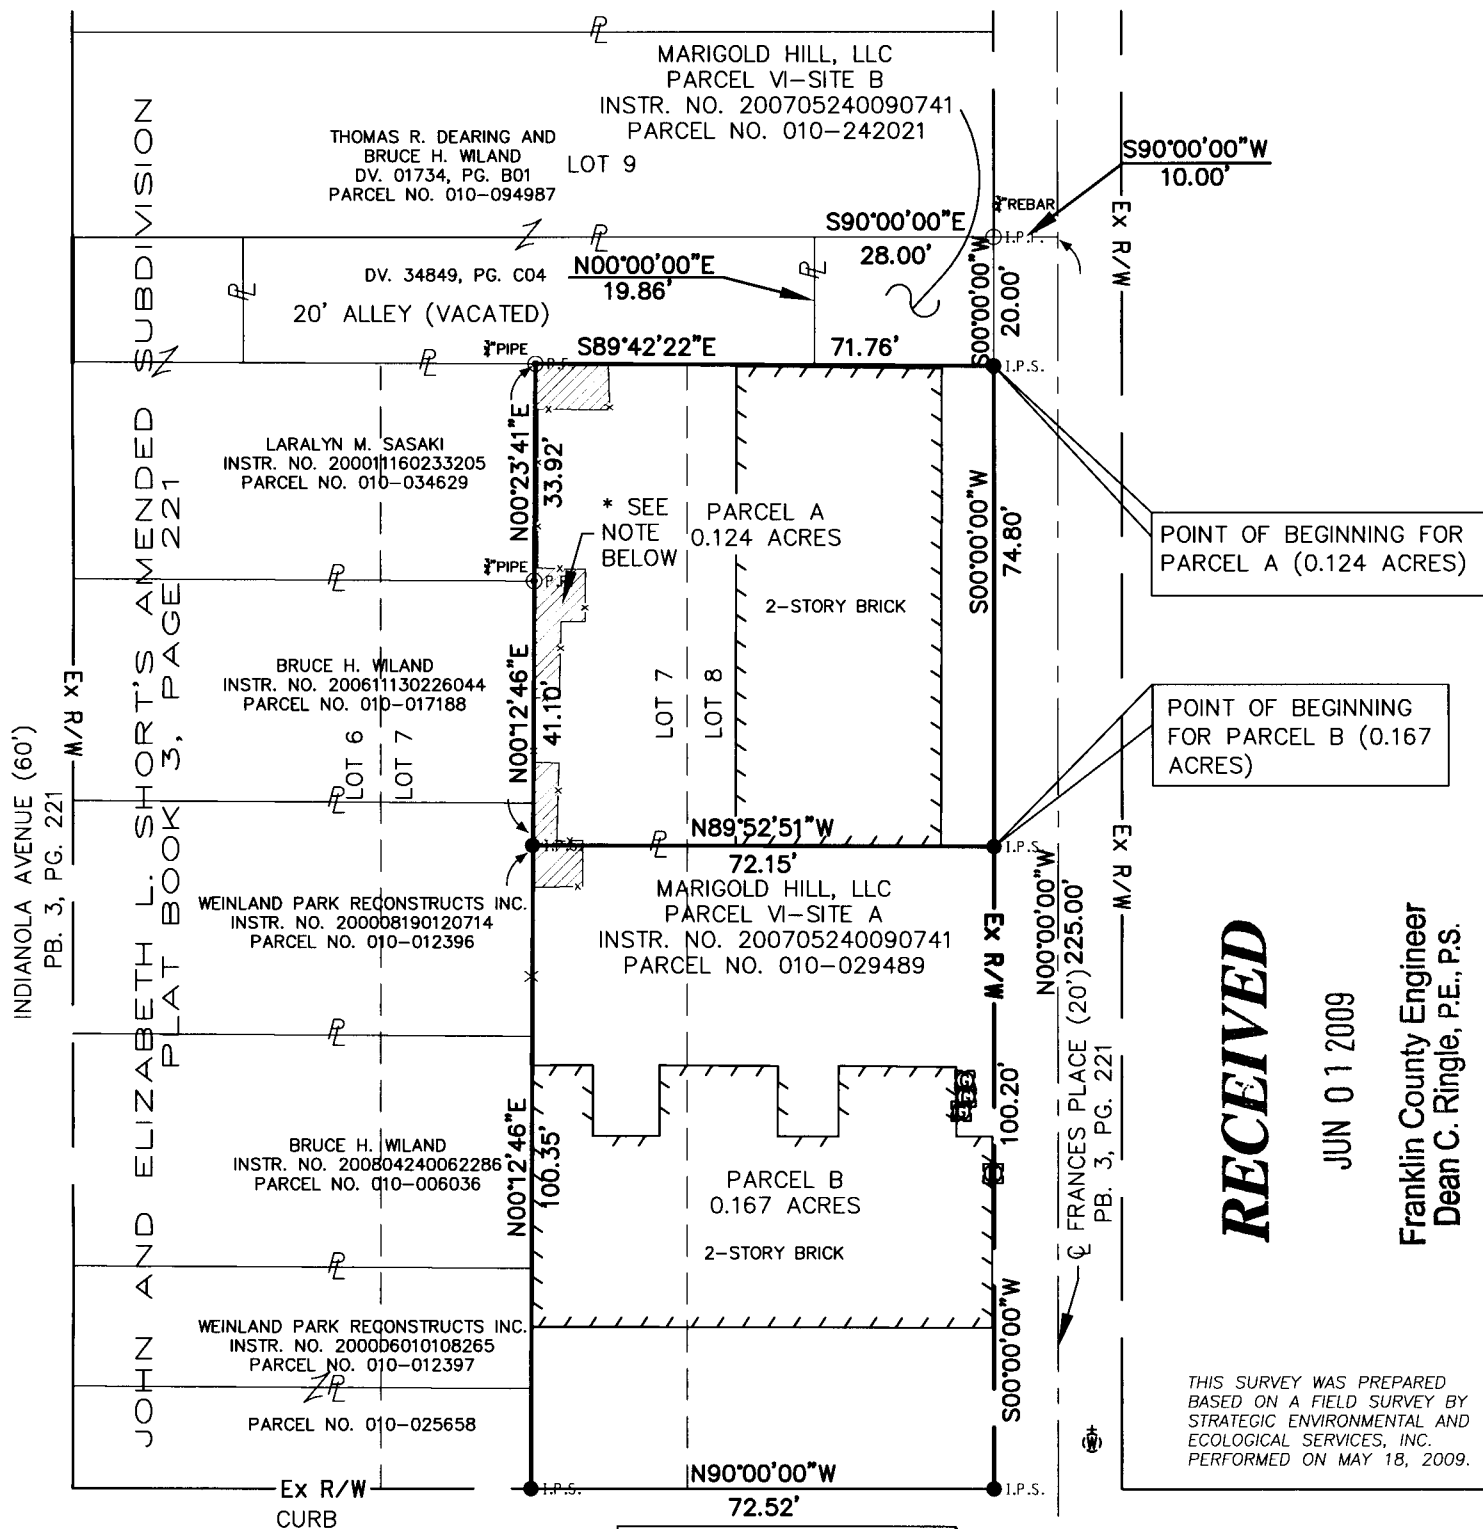 MARIGOLD HILL, LLC
PARCEL VI-SITE B
INSTR. NO. 200705240090741
PARCEL NO. 010-242021
THOMAS R. DEARING AND
BRUCE H. WILAND
DV. 01734, PG. B01
PARCEL NO. 010-094987
LOT 9
S90°00'00"W
10.00'
¾" REBAR
I.P.F.
Ex R/W
S90°00'00"E
28.00'
S00°00'00"W
20.00'
DV. 34849, PG. C04
N00°00'00"E
19.86'
20' ALLEY (VACATED)
¾" PIPE
P.F.
S89°42'22"E
71.76'
I.P.S.
JOHN AND ELIZABETH L. SHORT'S AMENDED SUBDIVISION
PLAT BOOK 3, PAGE 221
LARALYN M. SASAKI
INSTR. NO. 200011160233205
PARCEL NO. 010-034629
N00°23'41"E
33.92'
* SEE
NOTE
BELOW
PARCEL A
0.124 ACRES
S00°00'00"W
74.80'
POINT OF BEGINNING FOR
PARCEL A (0.124 ACRES)
¾" PIPE
P.F.
2-STORY BRICK
BRUCE H. WILAND
INSTR. NO. 200611130226044
PARCEL NO. 010-017188
N00°12'46"E
41.10'
LOT 6
LOT 7
LOT 7
LOT 8
POINT OF BEGINNING
FOR PARCEL B (0.167
ACRES)
Ex R/W
INDIANOLA AVENUE (60')
PB. 3, PG. 221
I.P.S.
N89°52'51"W
72.15'
I.P.S.
Ex R/W
WEINLAND PARK RECONSTRUCTS INC.
INSTR. NO. 200008190120714
PARCEL NO. 010-012396
MARIGOLD HILL, LLC
PARCEL VI-SITE A
INSTR. NO. 200705240090741
PARCEL NO. 010-029489
Ex R/W
N00°00'00"W
225.00'
RECEIVED
JUN 01 2009
Franklin County Engineer
Dean C. Ringle, P.E., P.S.
BRUCE H. WILAND
INSTR. NO. 200804240062286
PARCEL NO. 010-006036
N00°12'46"E
100.35'
G
G
G
100.20'
PARCEL B
0.167 ACRES
2-STORY BRICK
℄ FRANCES PLACE (20')
PB. 3, PG. 221
WEINLAND PARK RECONSTRUCTS INC.
INSTR. NO. 200006010108265
PARCEL NO. 010-012397
S00°00'00"W
THIS SURVEY WAS PREPARED
BASED ON A FIELD SURVEY BY
STRATEGIC ENVIRONMENTAL AND
ECOLOGICAL SERVICES, INC.
PERFORMED ON MAY 18, 2009.
PARCEL NO. 010-025658
Ex R/W
CURB
I.P.S.
N90°00'00"W
72.52'
I.P.S.